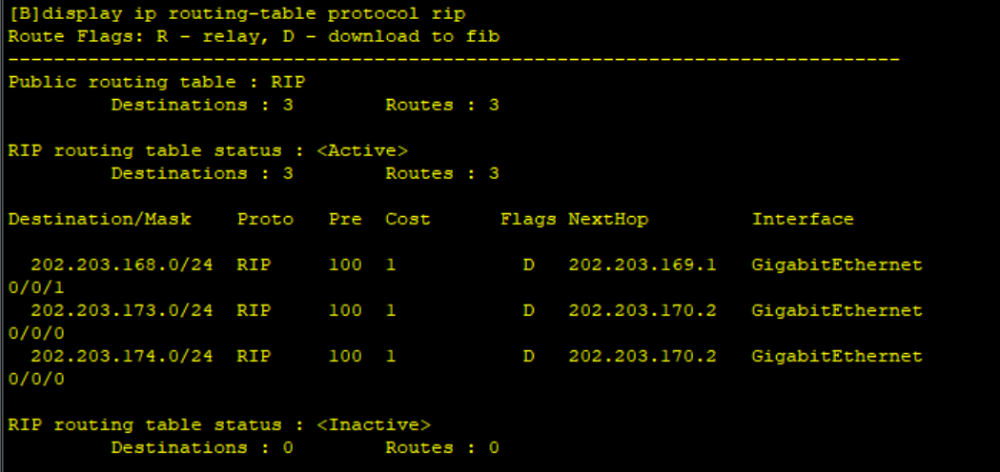 [B]display ip routing-table protocol rip
Route Flags: R - relay, D - download to fib
------------------------------------------------------------------------------
Public routing table : RIP
         Destinations : 3        Routes : 3

RIP routing table status : <Active>
         Destinations : 3        Routes : 3

Destination/Mask    Proto   Pre  Cost      Flags NextHop         Interface

  202.203.168.0/24  RIP     100  1           D   202.203.169.1   GigabitEthernet
0/0/1
  202.203.173.0/24  RIP     100  1           D   202.203.170.2   GigabitEthernet
0/0/0
  202.203.174.0/24  RIP     100  1           D   202.203.170.2   GigabitEthernet
0/0/0

RIP routing table status : <Inactive>
         Destinations : 0        Routes : 0